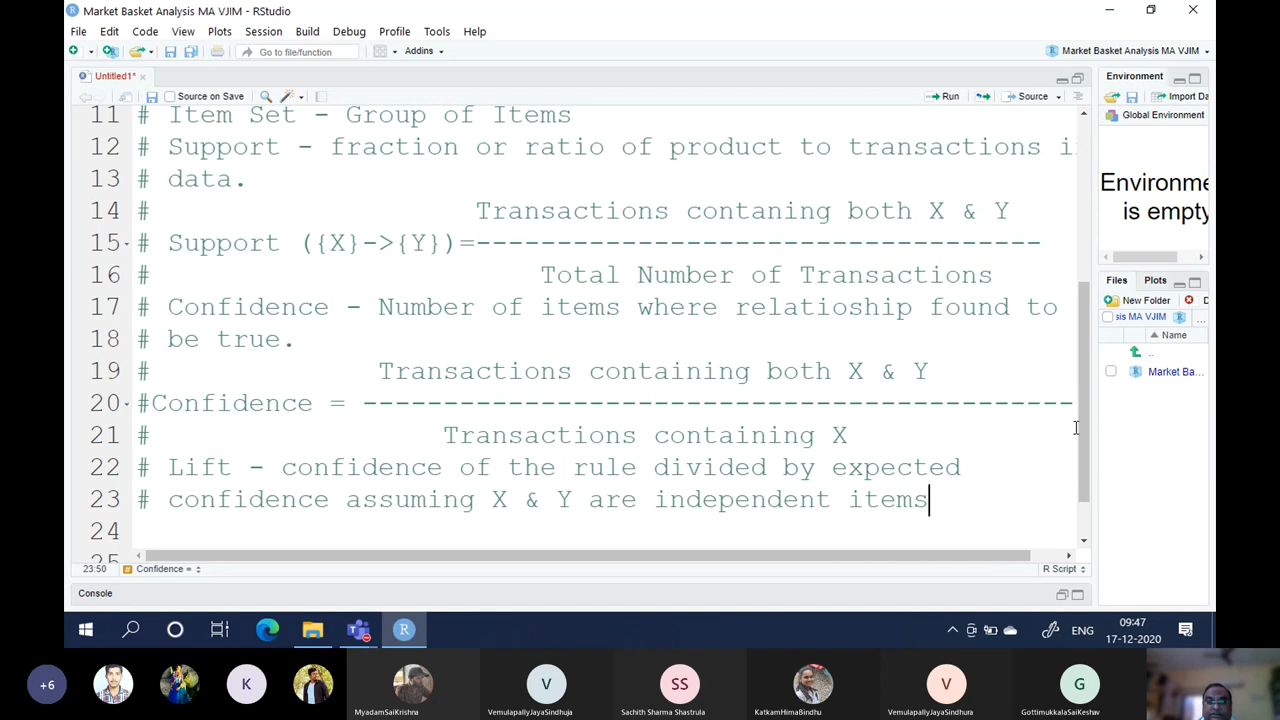 Market Basket Analysis MA VJIM - RStudio
File Edit Code View Plots Session Build Debug Profile Tools Help
Go to file/function Addins Market Basket Analysis MA VJIM
Untitled1*
Source on Save Run Source
11 # Item Set - Group of Items
12 # Support - fraction or ratio of product to transactions i
13 # data.
14 # Transactions contaning both X & Y
15 # Support ({X}->{Y})=-----------------------------------
16 # Total Number of Transactions
17 # Confidence - Number of items where relatioship found to
18 # be true.
19 # Transactions containing both X & Y
20 #Confidence = --------------------------------------------
21 # Transactions containing X
22 # Lift - confidence of the rule divided by expected
23 # confidence assuming X & Y are independent items
24
25
23:50 # Confidence = R Script
Console
Environment
Import Da
Global Environment
Environme
is empty
Files Plots
New Folder D
sis MA VJIM ...
Name
..
Market Ba...
ENG 09:47
17-12-2020
+6 K V SS V G
MyadamSaiKrishna VemulapallyJayaSindhuja Sachith Sharma Shastrula KatkamHimaBindhu VemulapallyJayaSindhura GottimukkalaSaiKeshav